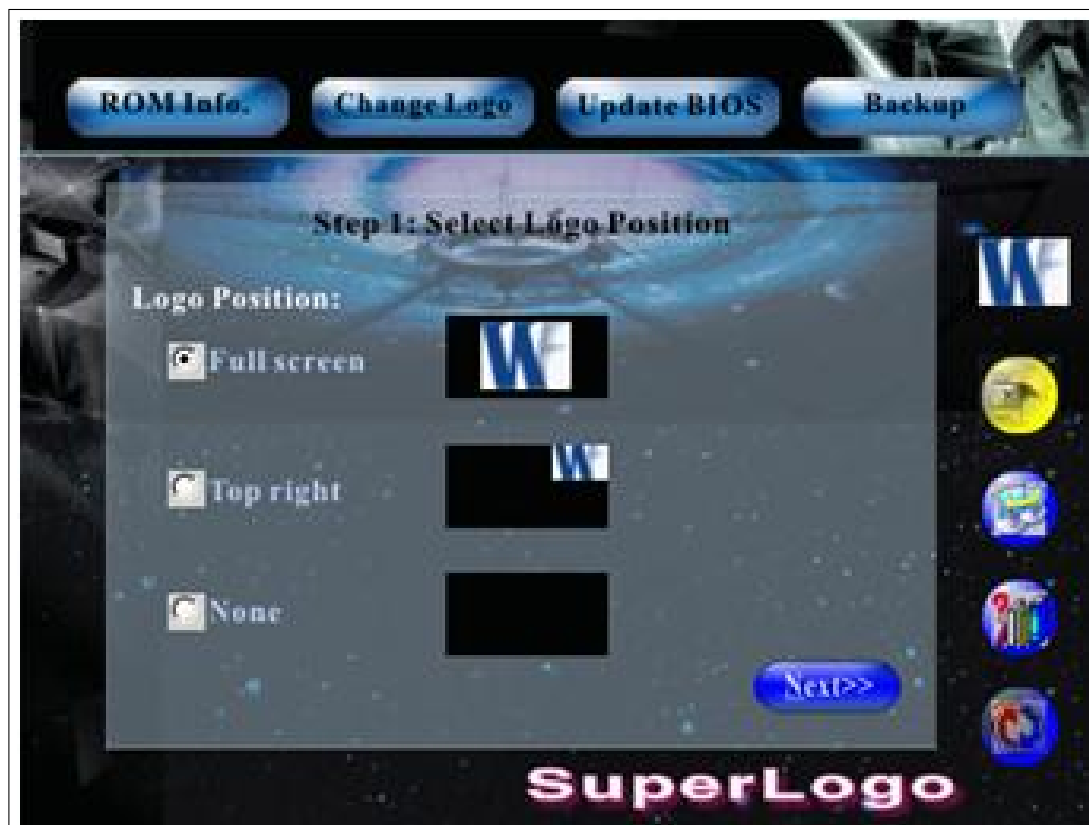 ROM Info. Change Logo Update BIOS Backup
Step 1: Select Logo Position
Logo Position:
Full screen
Top right
None
Next>>
SuperLogo